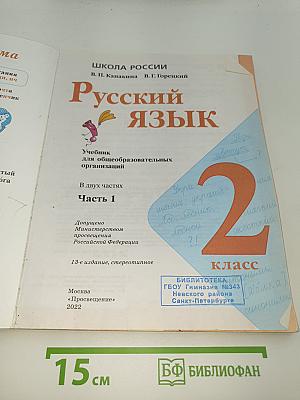 ма
ШКОЛА РОССИИ
В. П. Канакина В. Г. Горецкий
Русский
ЯЗЫК
Учебник
для общеобразовательных
организаций
В двух частях
Часть 1
Допущено
Министерством
просвещения
Российской Федерации
13-е издание, стереотипное
2
класс
БИБЛИОТЕКА
ГБОУ Гимназия №343
Невского района
Санкт-Петербурга
Москва
«Просвещение»
2022
15 см
БФ БИБЛИОФАН